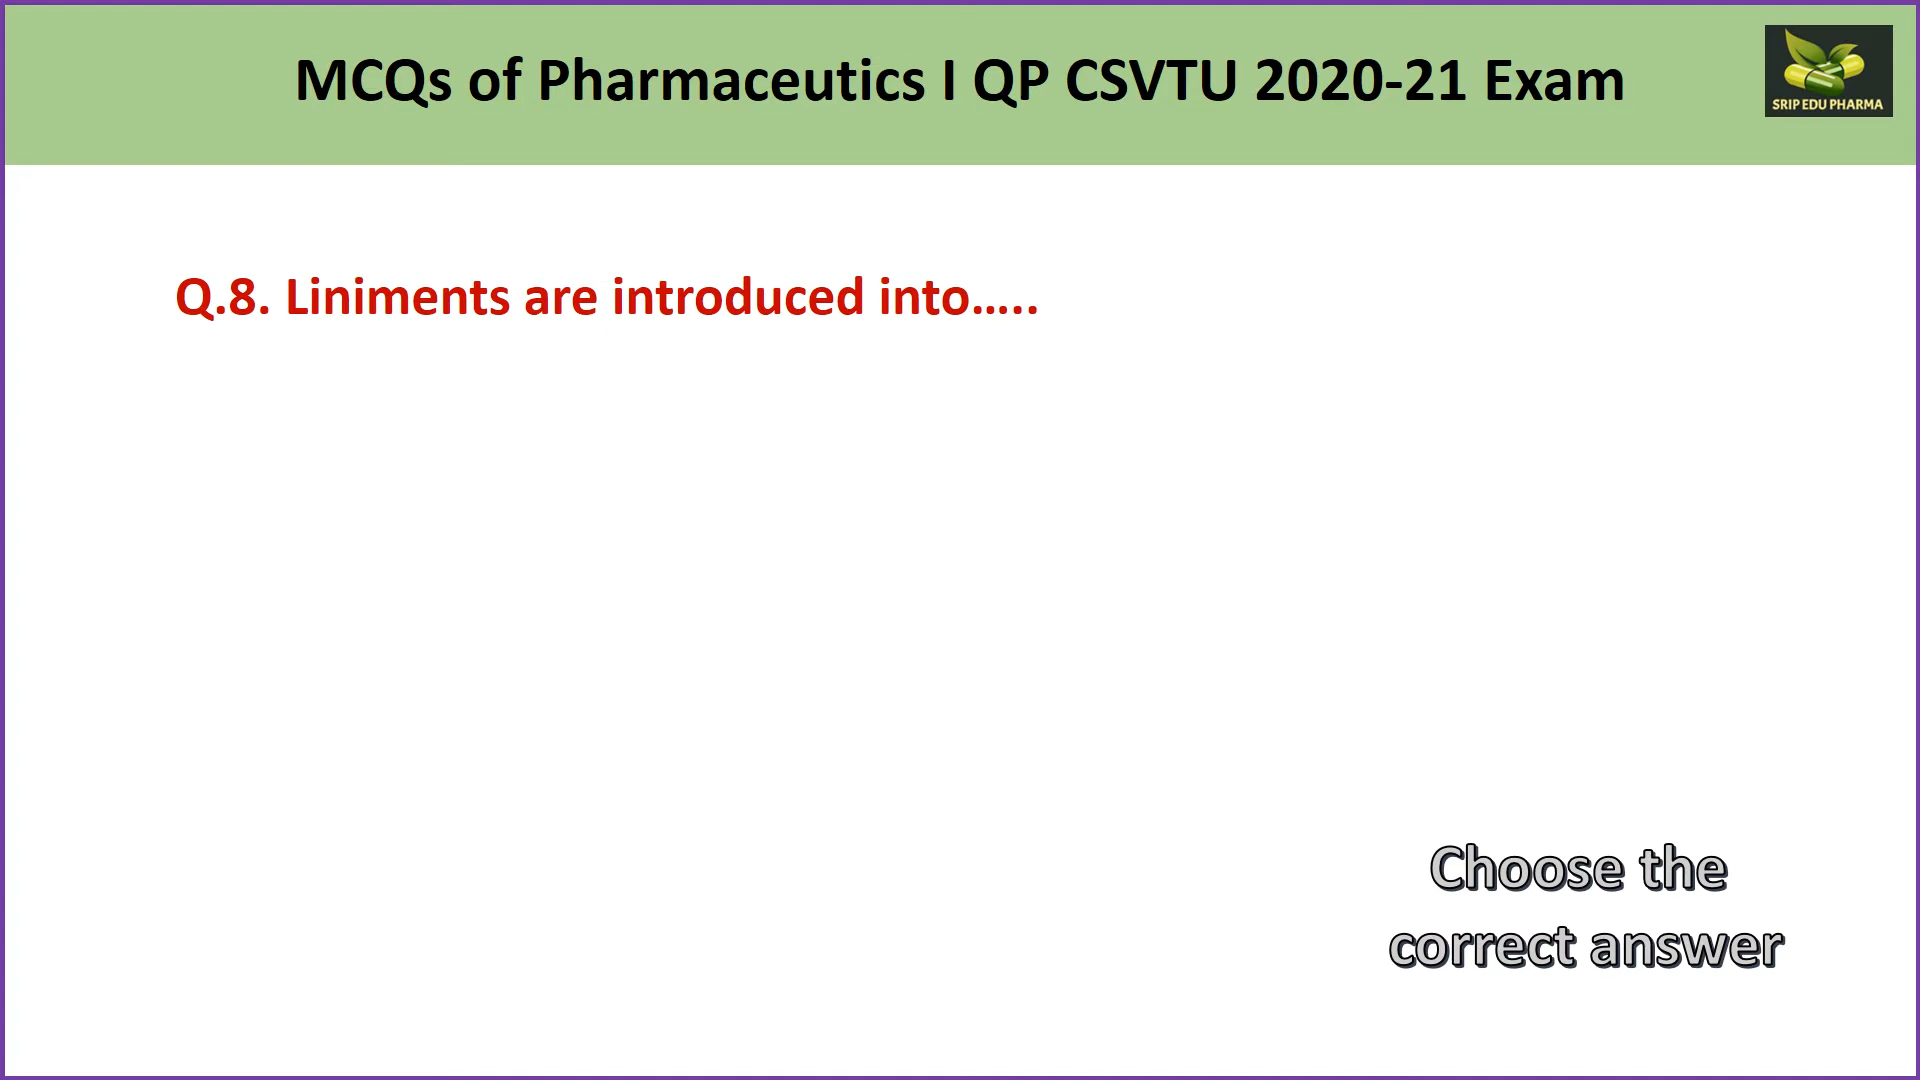 MCQs of Pharmaceutics I QP CSVTU 2020-21 Exam
SRIP EDU PHARMA
Q.8. Liniments are introduced into…..
Choose the
correct answer